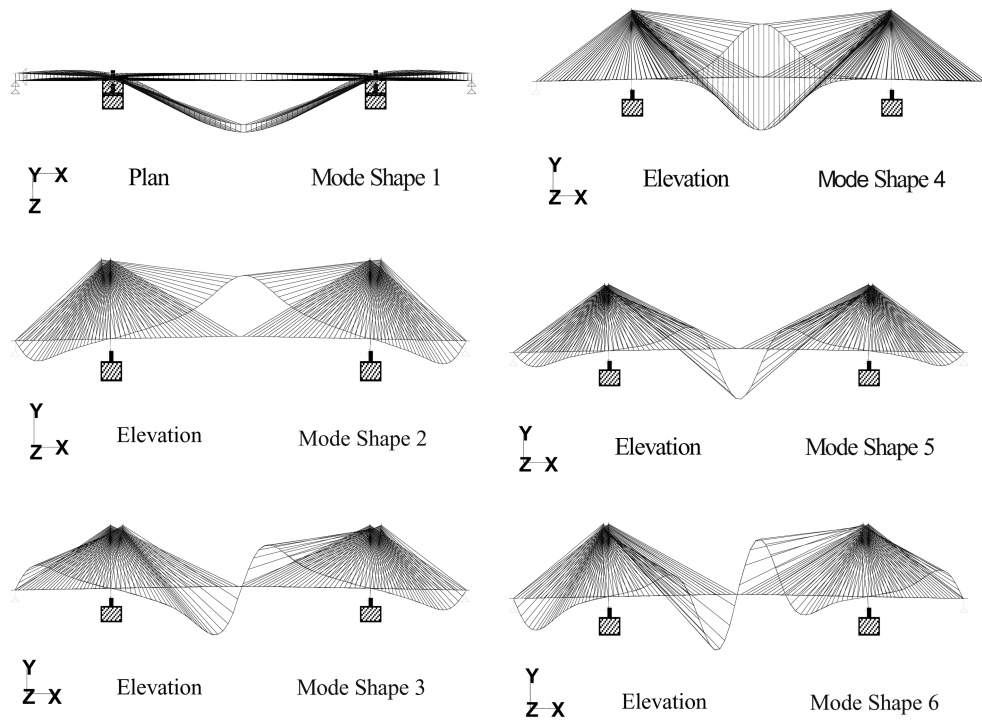 Y X
Z
Plan
Mode Shape 1
Y
Z X
Elevation
Mode Shape 4
Y
Z X
Elevation
Mode Shape 2
Y
Z X
Elevation
Mode Shape 5
Y
Z X
Elevation
Mode Shape 3
Y
Z X
Elevation
Mode Shape 6